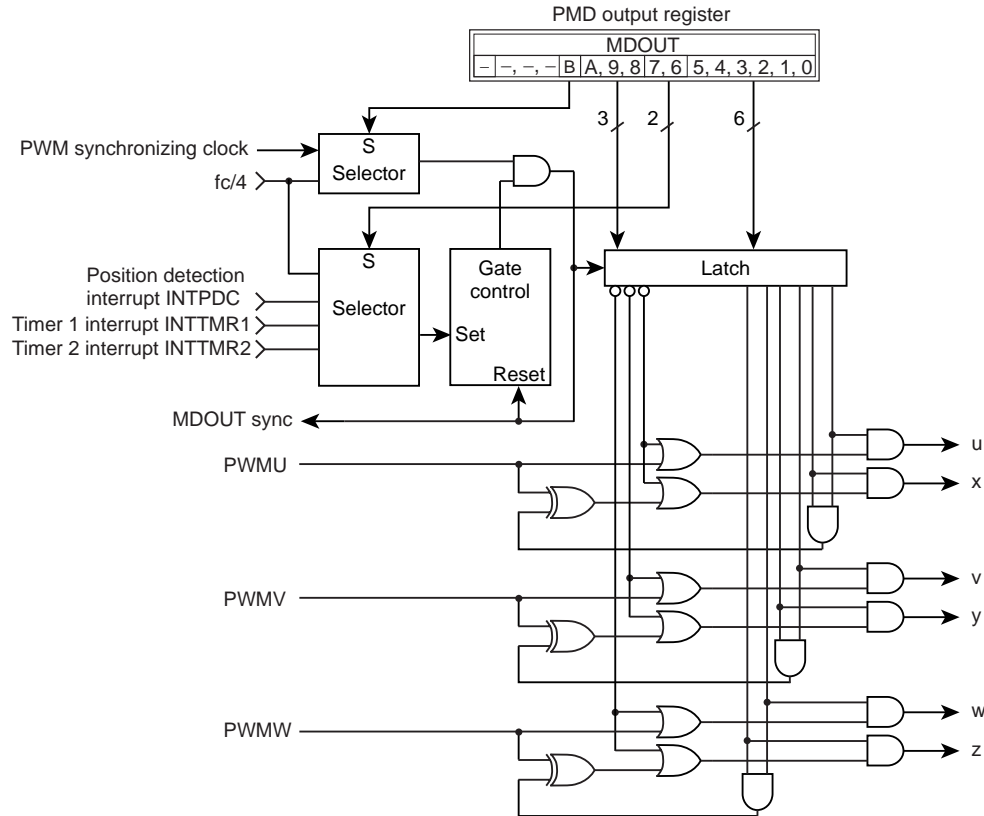 PMD output register
MDOUT
– –, –, – B A, 9, 8 7, 6 5, 4, 3, 2, 1, 0
3 2 6
PWM synchronizing clock
S
Selector
fc/4
S
Selector
Gate
control
Set
Reset
Latch
Position detection
interrupt INTPDC
Timer 1 interrupt INTTMR1
Timer 2 interrupt INTTMR2
MDOUT sync
PWMU
u
x
PWMV
v
y
PWMW
w
z